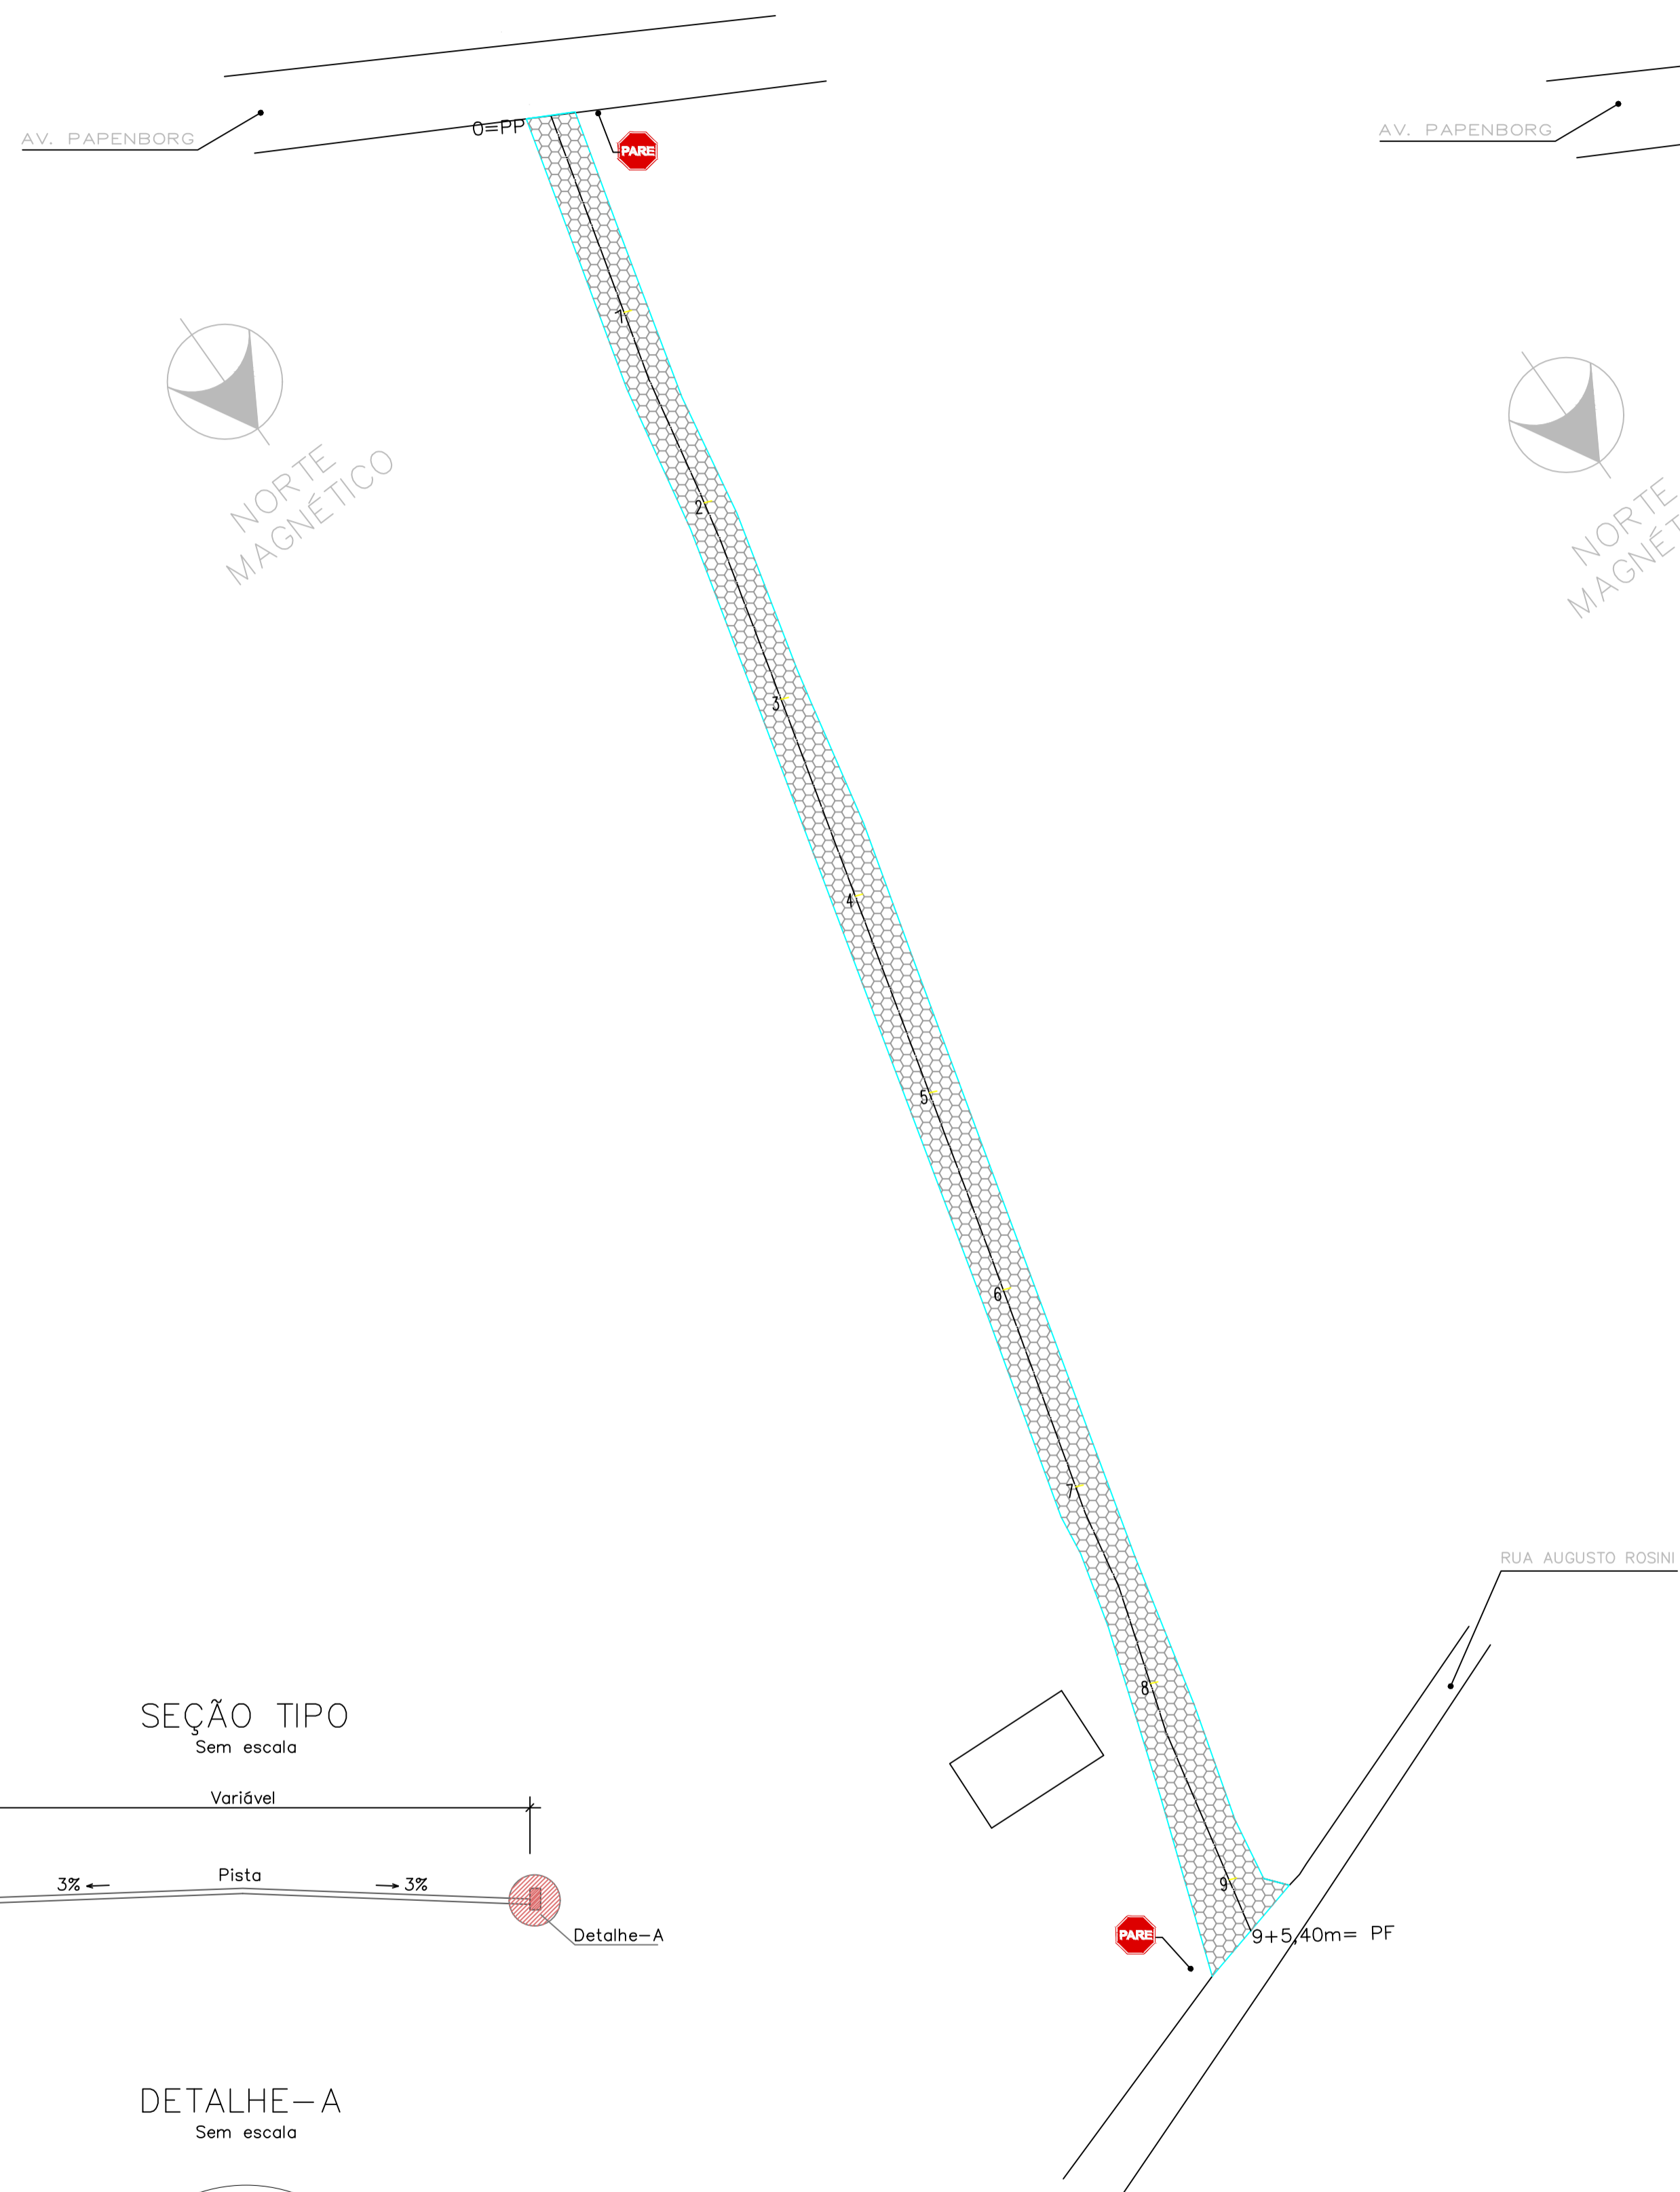 AV. PAPENBORG
0=PP
PARE
AV. PAPENBORG
NORTE
MAGNÉTICO
NORTE
1
2
3
4
5
6
7
8
9
RUA AUGUSTO ROSINI
SEÇÃO TIPO
Sem escala
Variável
3%
Pista
3%
Detalhe-A
PARE
9+5,40m= PF
DETALHE-A
Sem escala